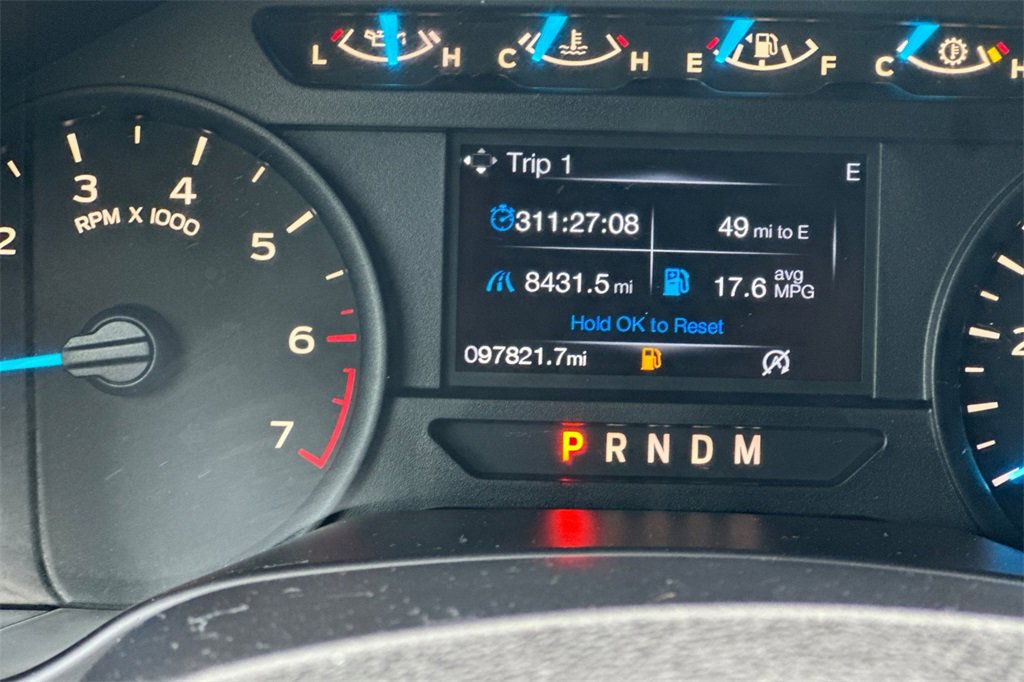 L H C H E F C H
Trip 1 E
311:27:08 49 mi to E
8431.5 mi 17.6 avg MPG
Hold OK to Reset
097821.7mi
P R N D M
2 3 4 5 6 7
RPM X 1000
2